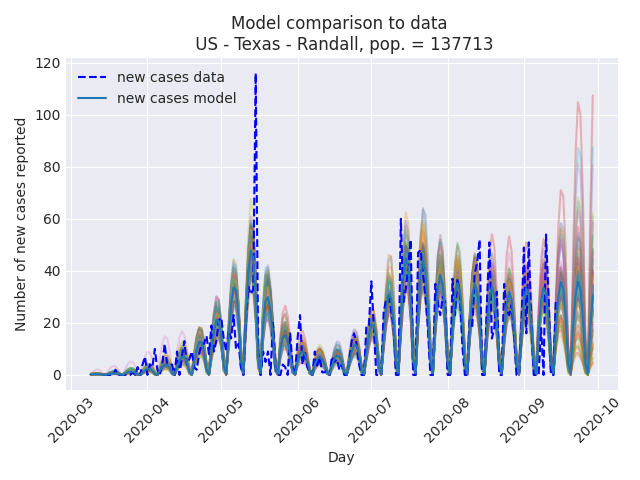 Model comparison to data
US - Texas - Randall, pop. = 137713
new cases data
new cases model
Number of new cases reported
120
100
80
60
40
20
0
2020-03
2020-04
2020-05
2020-06
2020-07
2020-08
2020-09
2020-10
Day